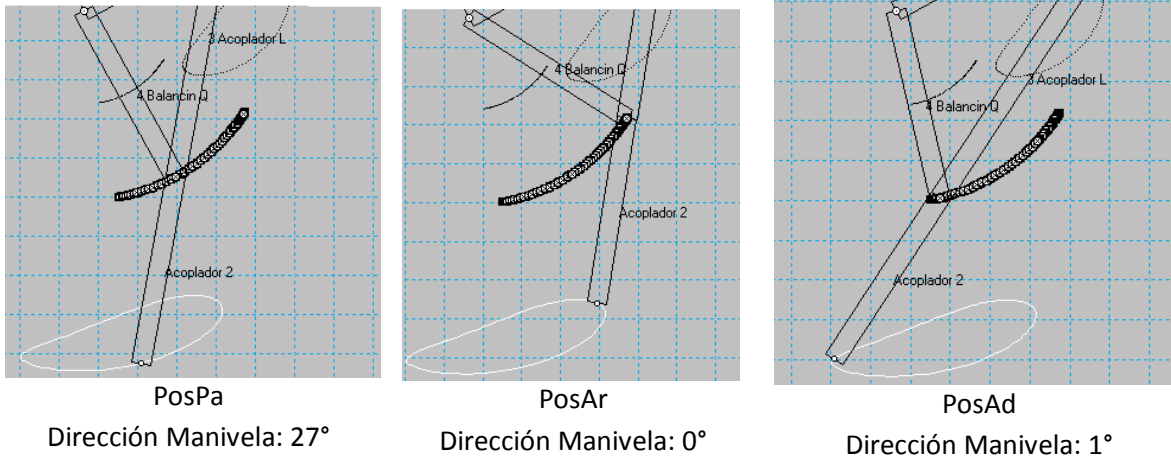 3 Acoplador L
4 Balancin Q
Acoplador 2
4 Balancin Q
Acoplador 2
3 Acoplador L
4 Balancin Q
Acoplador 2
PosPa
Dirección Manivela: 27°
PosAr
Dirección Manivela: 0°
PosAd
Dirección Manivela: 1°